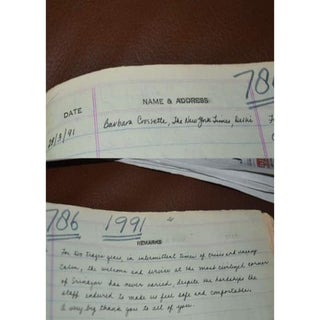 786
DATE NAME & ADDRESS
28/3/91 Barbara Crossette, The New York Times, Delhi
786 1991
REMARKS
For two tragic years, in intermittent times of crisis and uneasy
calm, the welcome and service at the most civilized corner
of Srinagar has never varied, despite the hardships the
staff endured to make us feel safe and comfortable.
A very big thank you to all of you.